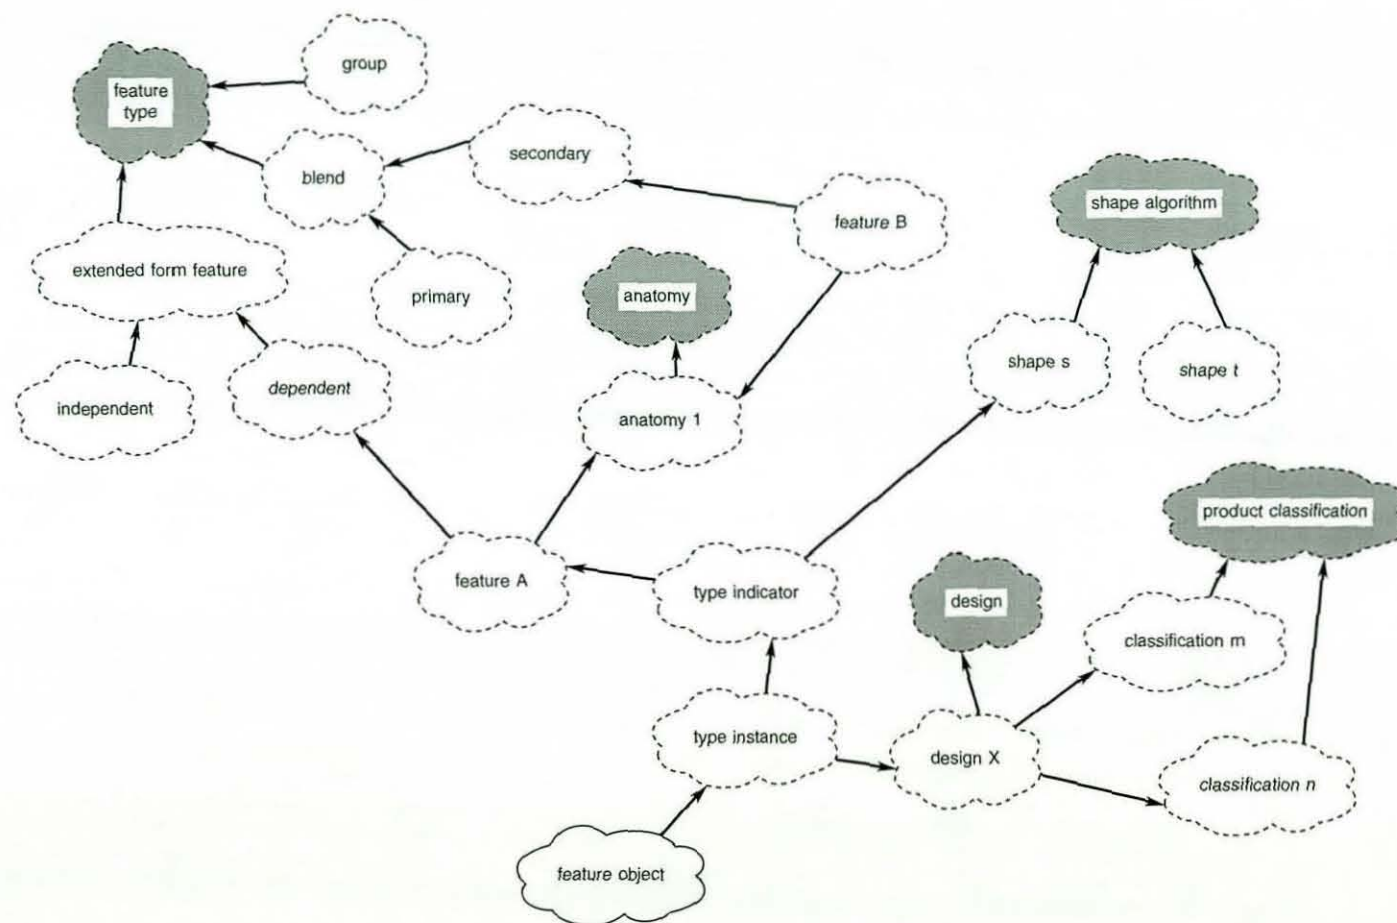 group
feature
type
secondary
blend
shape algorithm
feature B
extended form feature
primary
anatomy
shape s
shape t
dependent
independent
anatomy 1
product classification
feature A
type indicator
design
classification m
type instance
design X
classification n
feature object